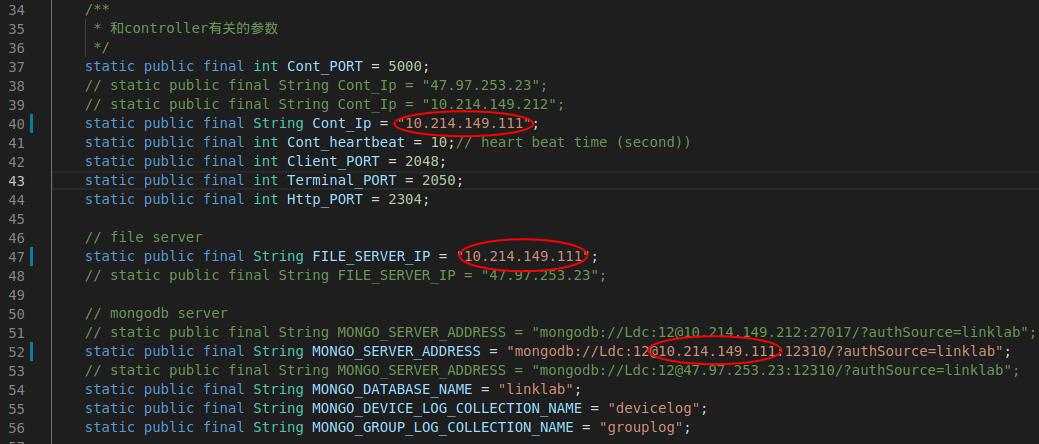 34 /**
35 * 和controller有关的参数
36 */
37 static public final int Cont_PORT = 5000;
38 // static public final String Cont_Ip = "47.97.253.23";
39 // static public final String Cont_Ip = "10.214.149.212";
40 static public final String Cont_Ip = "10.214.149.111";
41 static public final int Cont_heartbeat = 10;// heart beat time (second))
42 static public final int Client_PORT = 2048;
43 static public final int Terminal_PORT = 2050;
44 static public final int Http_PORT = 2304;
45
46 // file server
47 static public final String FILE_SERVER_IP = "10.214.149.111";
48 // static public final String FILE_SERVER_IP = "47.97.253.23";
49
50 // mongodb server
51 // static public final String MONGO_SERVER_ADDRESS = "mongodb://Ldc:12@10.214.149.212:27017/?authSource=linklab";
52 static public final String MONGO_SERVER_ADDRESS = "mongodb://Ldc:12@10.214.149.111:12310/?authSource=linklab";
53 // static public final String MONGO_SERVER_ADDRESS = "mongodb://Ldc:12@47.97.253.23:12310/?authSource=linklab";
54 static public final String MONGO_DATABASE_NAME = "linklab";
55 static public final String MONGO_DEVICE_LOG_COLLECTION_NAME = "devicelog";
56 static public final String MONGO_GROUP_LOG_COLLECTION_NAME = "grouplog";